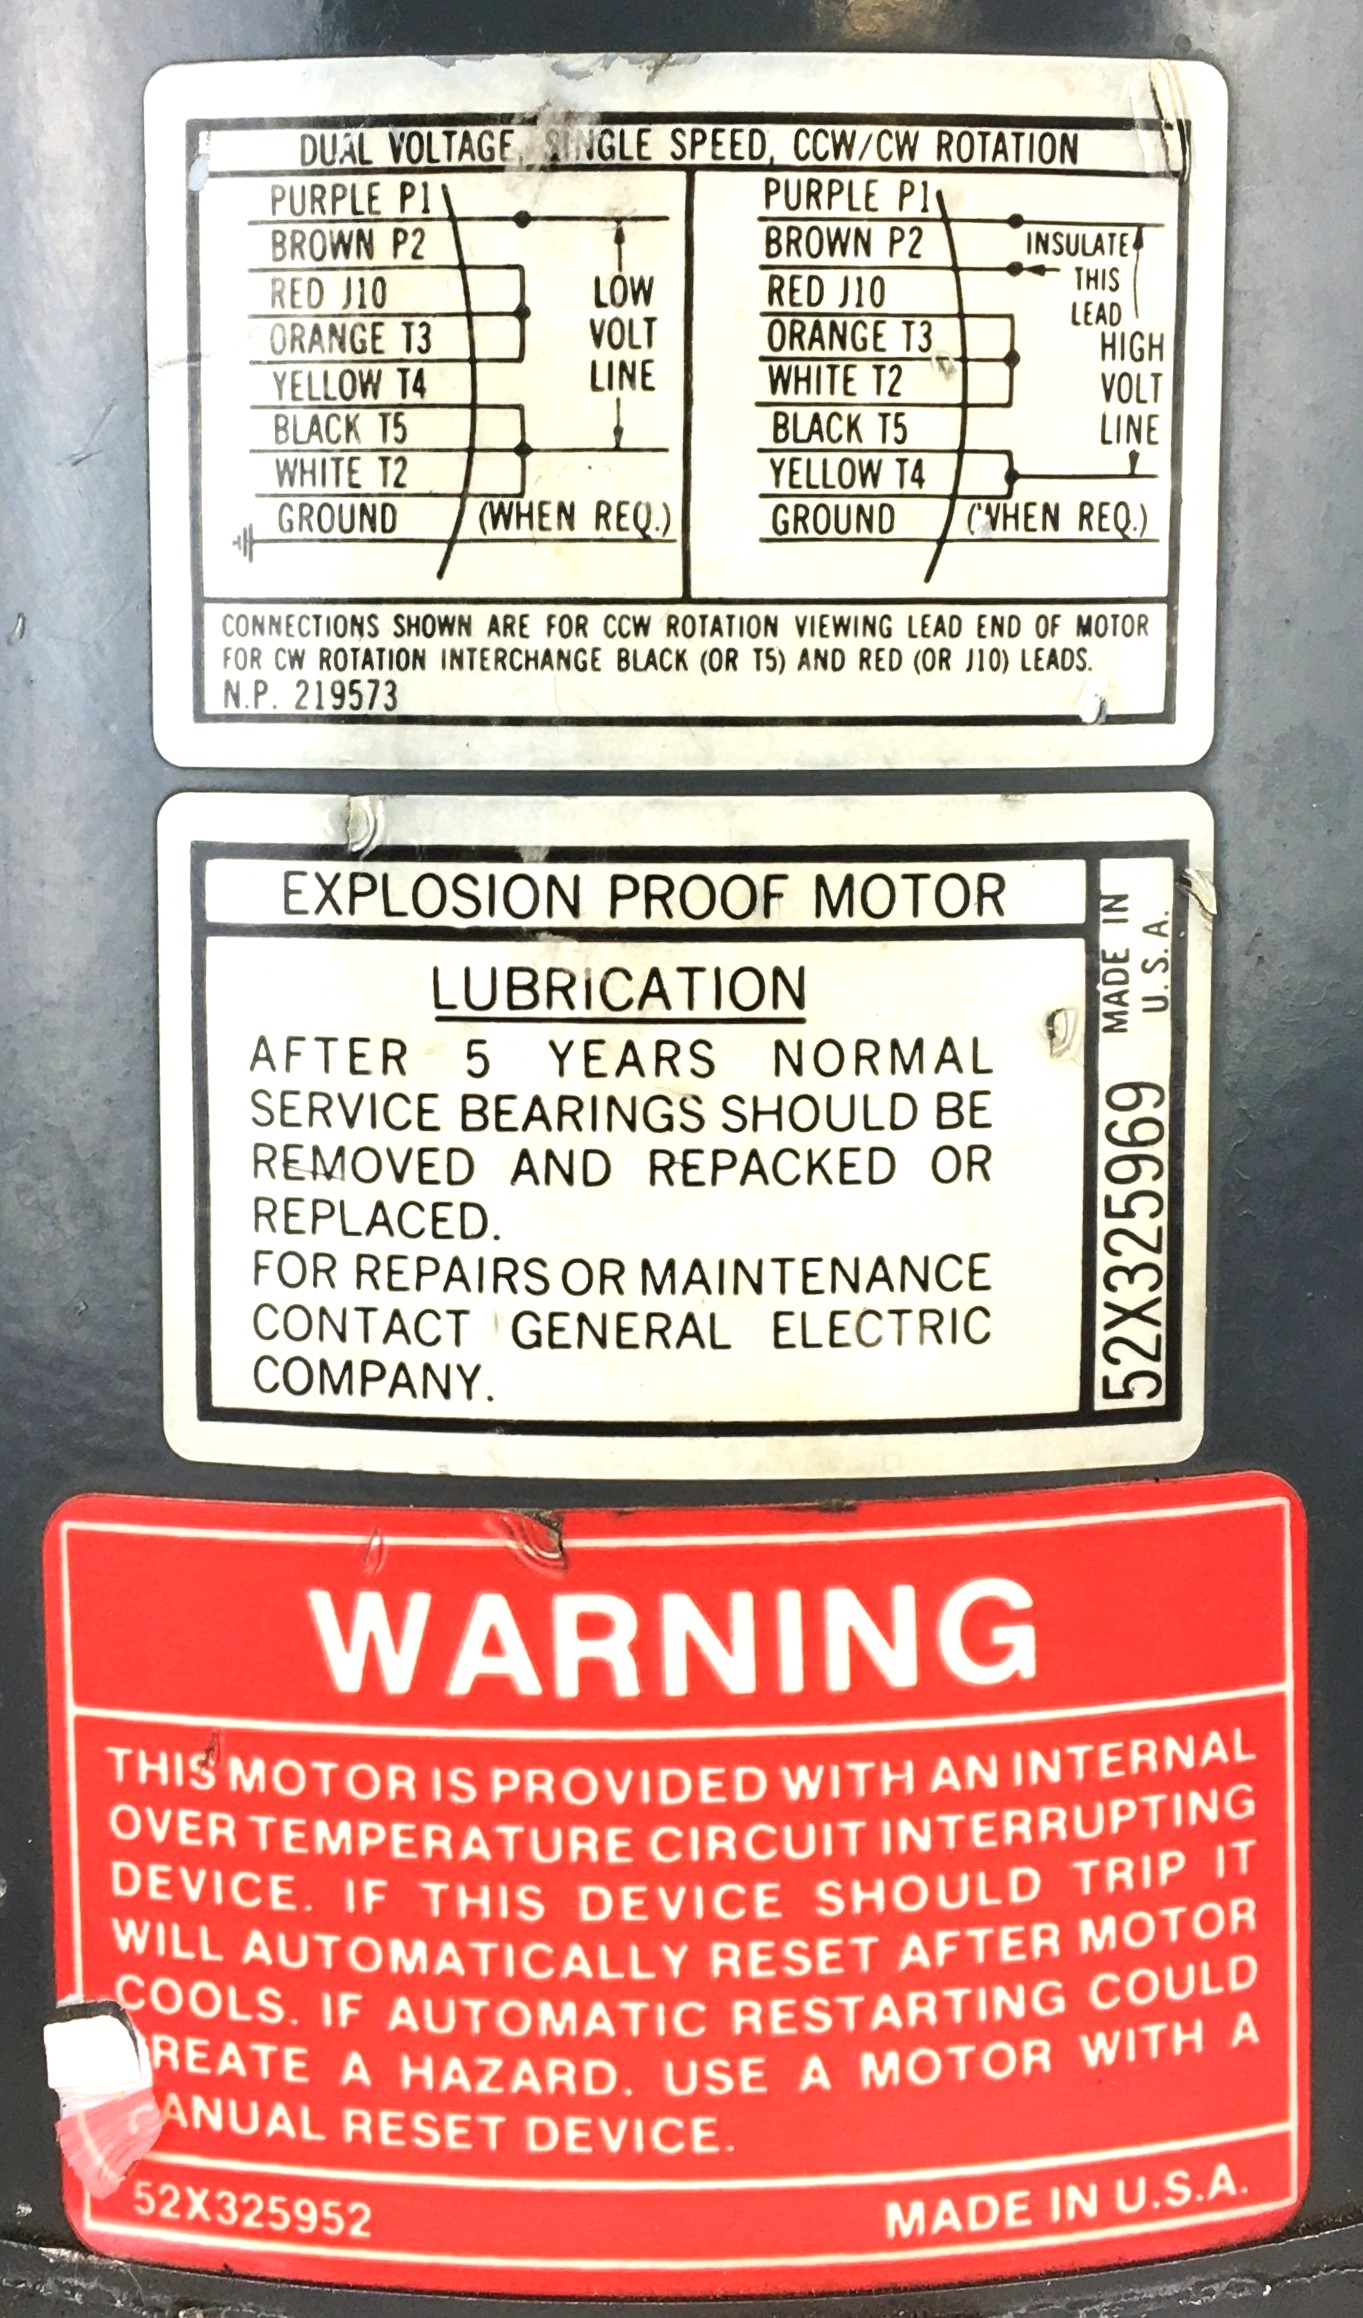 DUAL VOLTAGE, SINGLE SPEED, CCW/CW ROTATION
PURPLE P1
BROWN P2
RED J10
ORANGE T3
YELLOW T4
BLACK T5
WHITE T2
GROUND (WHEN REQ.)
LOW
VOLT
LINE
PURPLE P1
BROWN P2
RED J10
ORANGE T3
WHITE T2
BLACK T5
YELLOW T4
GROUND (WHEN REQ.)
INSULATE
THIS
LEAD
HIGH
VOLT
LINE
CONNECTIONS SHOWN ARE FOR CCW ROTATION VIEWING LEAD END OF MOTOR
FOR CW ROTATION INTERCHANGE BLACK (OR T5) AND RED (OR J10) LEADS.
N.P. 219573
EXPLOSION PROOF MOTOR
LUBRICATION
AFTER 5 YEARS NORMAL
SERVICE BEARINGS SHOULD BE
REMOVED AND REPACKED OR
REPLACED.
FOR REPAIRS OR MAINTENANCE
CONTACT GENERAL ELECTRIC
COMPANY.
52X325969
MADE IN
U.S.A.
WARNING
THIS MOTOR IS PROVIDED WITH AN INTERNAL
OVER TEMPERATURE CIRCUIT INTERRUPTING
DEVICE. IF THIS DEVICE SHOULD TRIP IT
WILL AUTOMATICALLY RESET AFTER MOTOR
COOLS. IF AUTOMATIC RESTARTING COULD
CREATE A HAZARD. USE A MOTOR WITH A
MANUAL RESET DEVICE.
52X325952
MADE IN U.S.A.